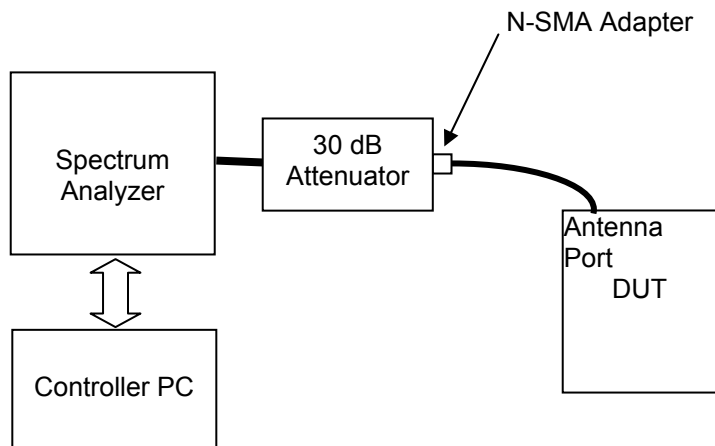 N-SMA Adapter
Spectrum
Analyzer
30 dB
Attenuator
Antenna
Port
DUT
Controller PC